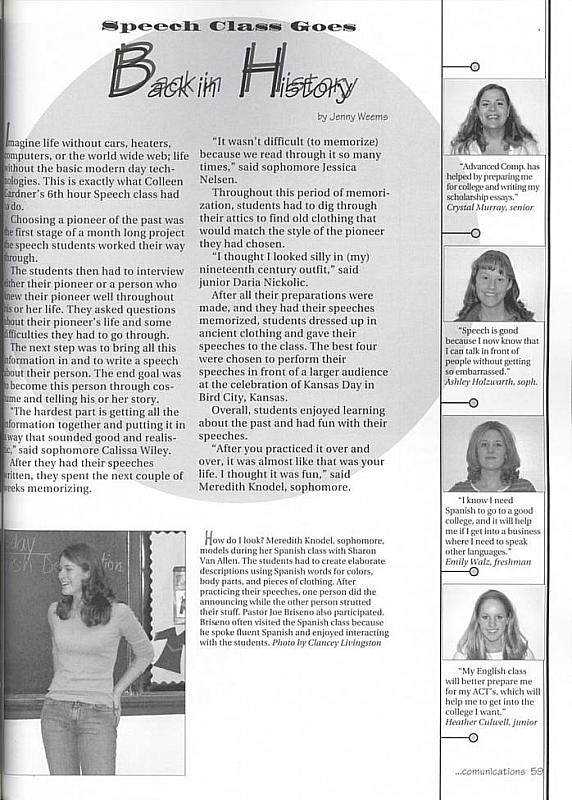 Speech Class Goes
Back in History
by Jenny Weems
Imagine life without cars, heaters,
computers, or the world wide web; life
without the basic modern day tech-
nologies. This is exactly what Colleen
Gardner's 6th hour Speech class had
to do.
Choosing a pioneer of the past was
the first stage of a month long project
the speech students worked their way
through.
The students then had to interview
either their pioneer or a person who
knew their pioneer well throughout
his or her life. They asked questions
about their pioneer's life and some
difficulties they had to go through.
The next step was to bring all this
information in and to write a speech
about their person. The end goal was
to become this person through cos-
tume and telling his or her story.
"The hardest part is getting all the
information together and putting it in
a way that sounded good and realis-
tic," said sophomore Calissa Wiley.
After they had their speeches
written, they spent the next couple of
weeks memorizing.
"It wasn't difficult (to memorize)
because we read through it so many
times," said sophomore Jessica
Nelsen.
Throughout this period of memori-
zation, students had to dig through
their attics to find old clothing that
would match the style of the pioneer
they had chosen.
"I thought I looked silly in (my)
nineteenth century outfit," said
junior Daria Nickolic.
After all their preparations were
made, and they had their speeches
memorized, students dressed up in
ancient clothing and gave their
speeches to the class. The best four
were chosen to perform their
speeches in front of a larger audience
at the celebration of Kansas Day in
Bird City, Kansas.
Overall, students enjoyed learning
about the past and had fun with their
speeches.
"After you practiced it over and
over, it was almost like that was your
life. I thought it was fun," said
Meredith Knodel, sophomore.
How do I look? Meredith Knodel, sophomore,
models during her Spanish class with Sharon
Van Allen. The students had to create elaborate
descriptions using Spanish words for colors,
body parts, and pieces of clothing. After
practicing their speeches, one person did the
announcing while the other person strutted
their stuff. Pastor Joe Briseno also participated.
Briseno often visited the Spanish class because
he spoke fluent Spanish and enjoyed interacting
with the students. Photo by Clancey Livingston
"Advanced Comp. has
helped by preparing me
for college and writing my
scholarship essays."
Crystal Murray, senior
"Speech is good
because I now know that
I can talk in front of
people without getting
so embarrassed."
Ashley Holzwarth, soph.
"I know I need
Spanish to go to a good
college, and it will help
me if I get into a business
where I need to speak
other languages."
Emily Walz, freshman
"My English class
will better prepare me
for my ACT's, which will
help me to get into the
college I want."
Heather Culwell, junior
...comunications 59